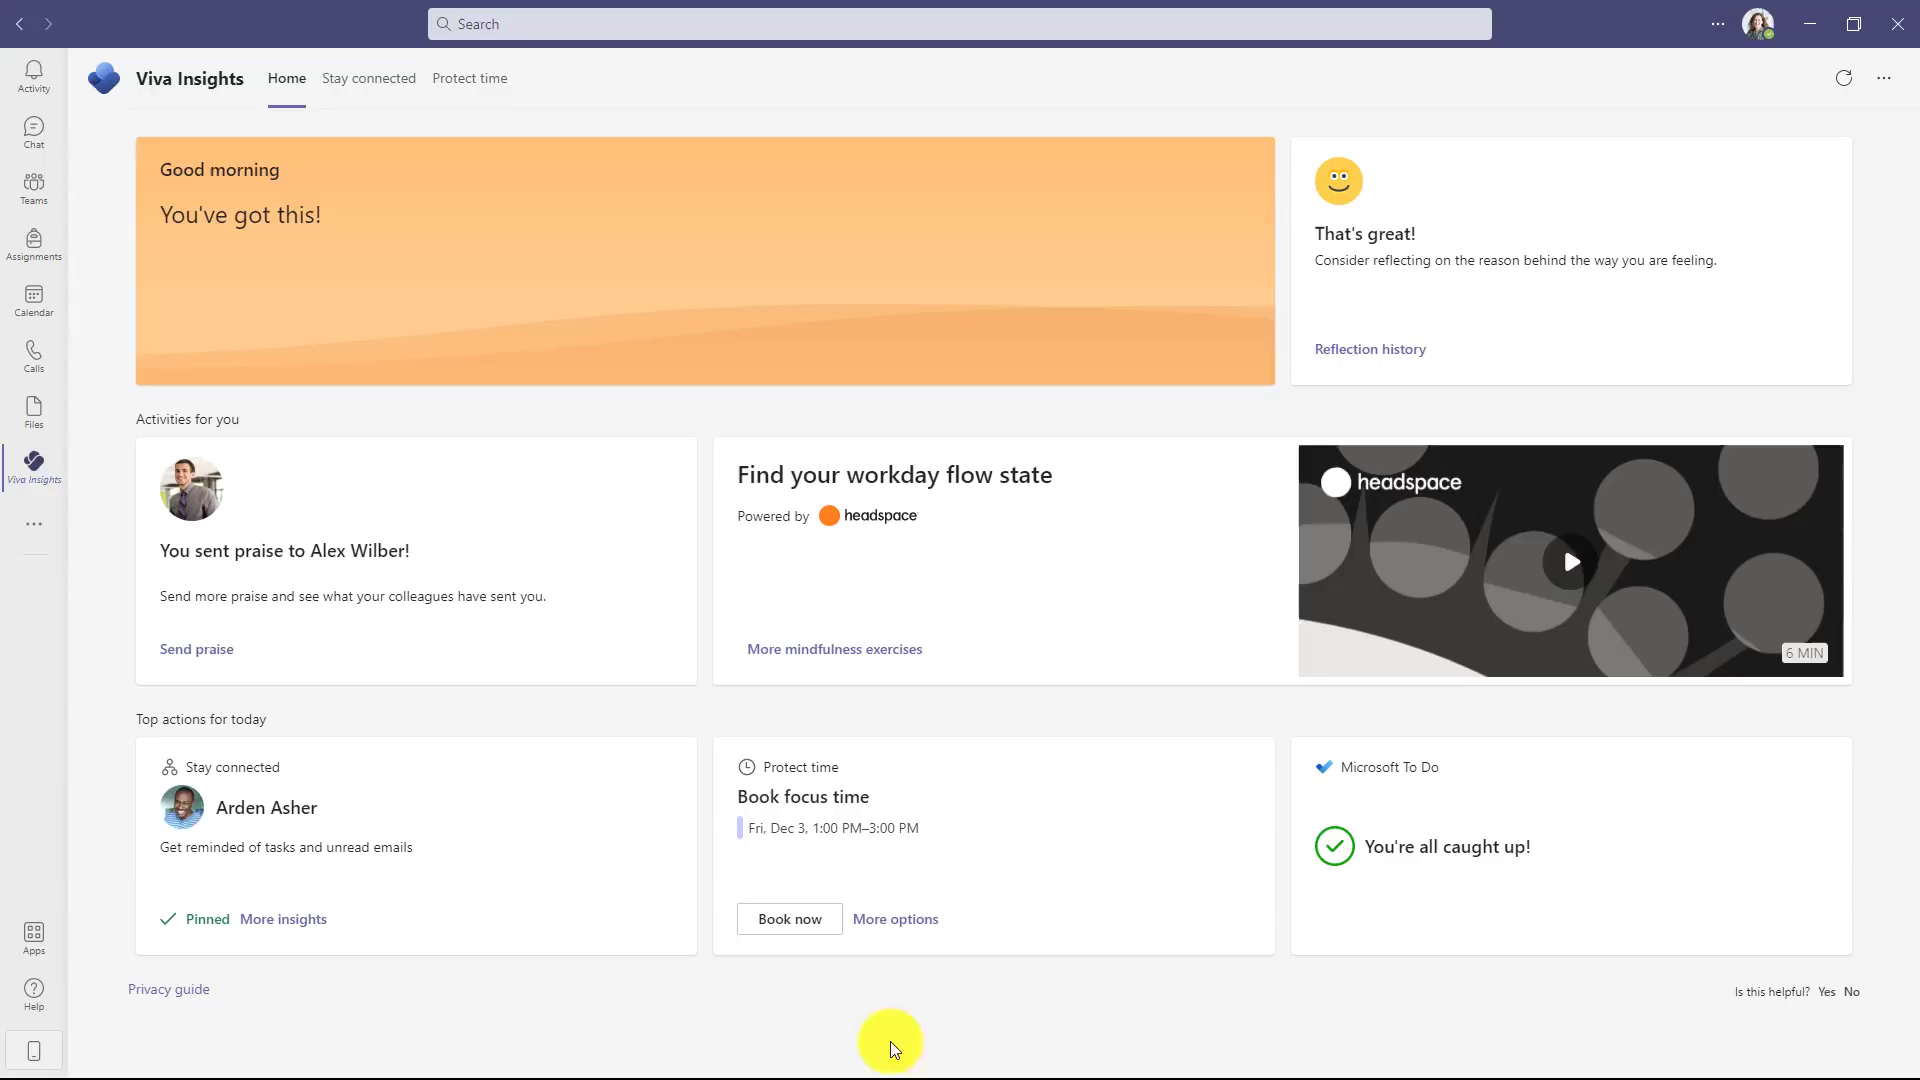 Search
Activity
Chat
Teams
Assignments
Calendar
Calls
Files
Viva Insights
Apps
Help
Viva Insights
Home
Stay connected
Protect time
Good morning
You've got this!
That's great!
Consider reflecting on the reason behind the way you are feeling.
Reflection history
Activities for you
You sent praise to Alex Wilber!
Send more praise and see what your colleagues have sent you.
Send praise
Find your workday flow state
Powered by headspace
More mindfulness exercises
headspace
6 MIN
Top actions for today
Stay connected
Arden Asher
Get reminded of tasks and unread emails
Pinned More insights
Protect time
Book focus time
Fri, Dec 3, 1:00 PM–3:00 PM
Book now More options
Microsoft To Do
You're all caught up!
Privacy guide
Is this helpful? Yes No